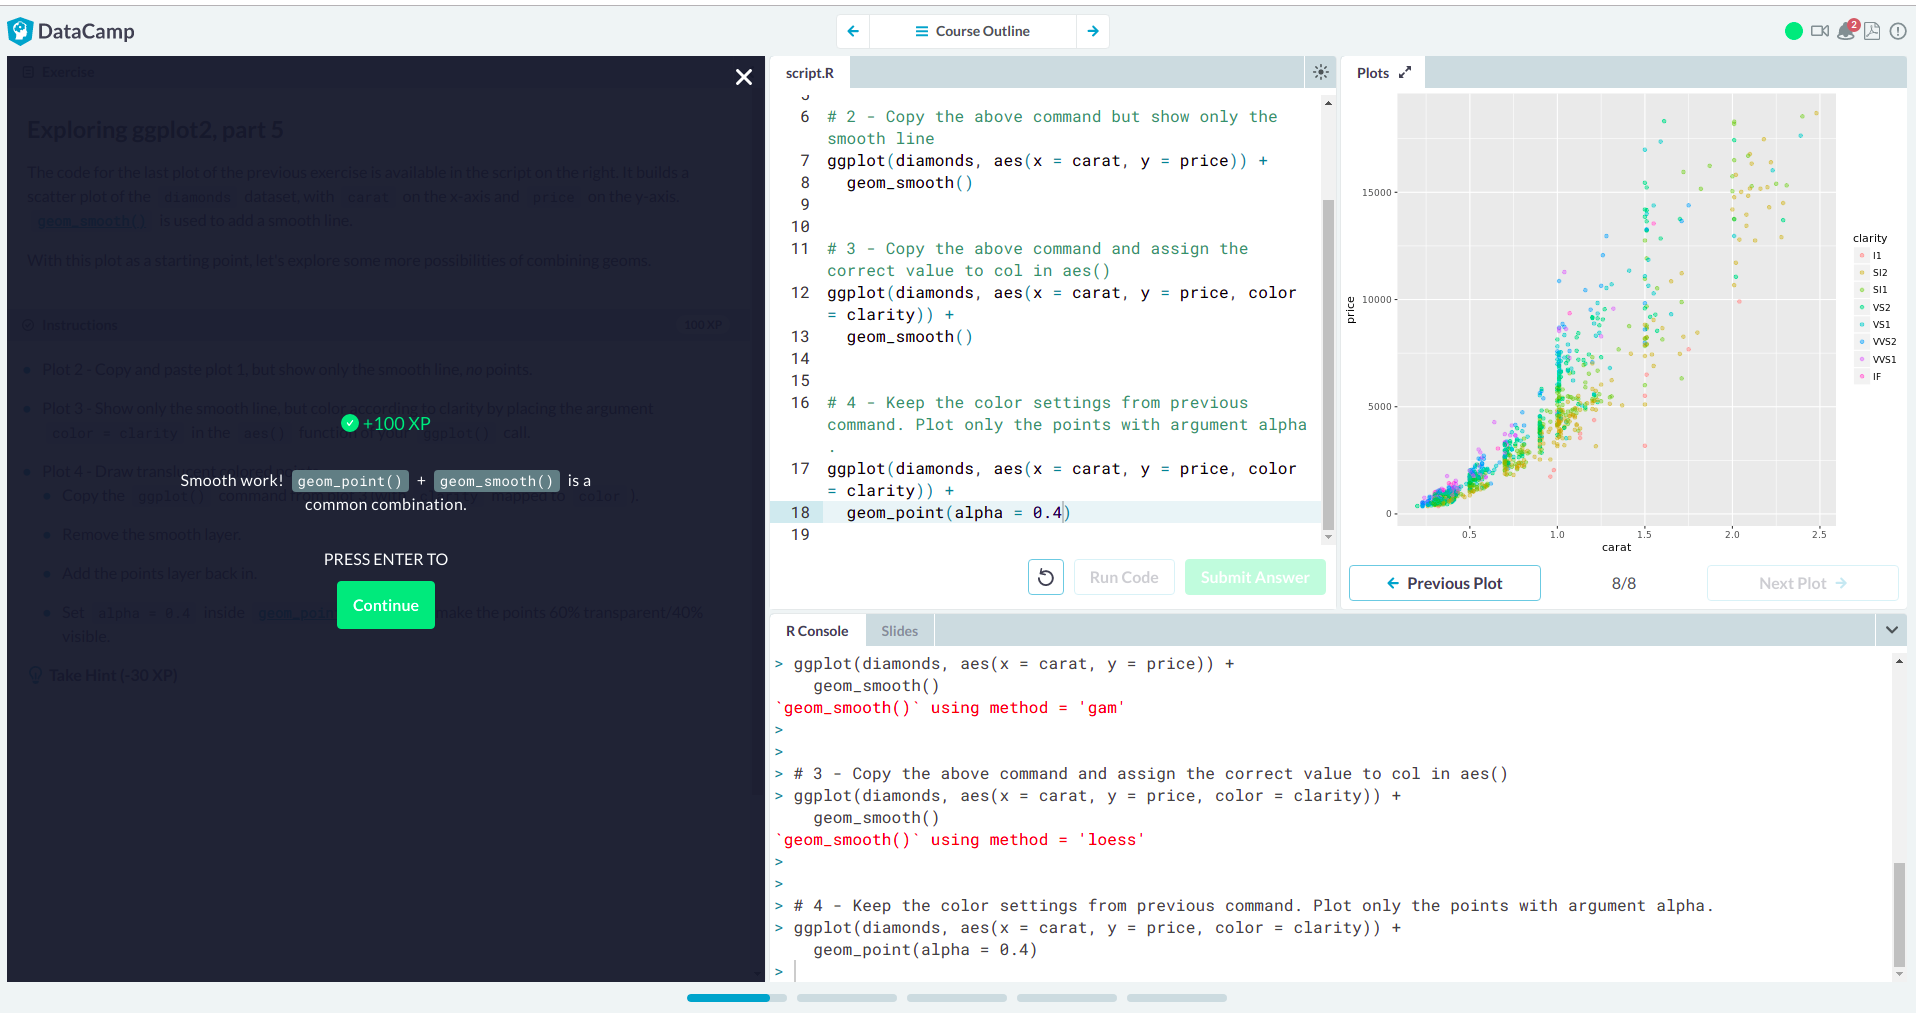 DataCamp
Course Outline
2
Exercise
Exploring ggplot2, part 5
The code for the last plot of the previous exercise is available in the script on the right. It builds a
scatter plot of the diamonds dataset, with carat on the x-axis and price on the y-axis.
geom_smooth() is used to add a smooth line.
With this plot as a starting point, let's explore some more possibilities of combining geoms.
Instructions
100 XP
Plot 2 - Copy and paste plot 1, but show only the smooth line, no points.
Plot 3 - Show only the smooth line, but color according to clarity by placing the argument
color = clarity in the aes() function of your ggplot() call.
+100 XP
Plot 4 - Draw translucent colored
Smooth work! geom_point() + geom_smooth() is a
common combination.
Copy the ggplot() command from plot mapped to color ).
Remove the smooth layer.
PRESS ENTER TO
Add the points layer back in.
Continue
Set alpha = 0.4 inside geom_poin make the points 60% transparent/40%
visible.
Take Hint (-30 XP)
script.R
5
6 # 2 - Copy the above command but show only the
smooth line
7 ggplot(diamonds, aes(x = carat, y = price)) +
8 geom_smooth()
9
10
11 # 3 - Copy the above command and assign the
correct value to col in aes()
12 ggplot(diamonds, aes(x = carat, y = price, color
= clarity)) +
13 geom_smooth()
14
15
16 # 4 - Keep the color settings from previous
command. Plot only the points with argument alpha
.
17 ggplot(diamonds, aes(x = carat, y = price, color
= clarity)) +
18 geom_point(alpha = 0.4)
19
Run Code
Submit Answer
Plots
15000
10000
5000
0
price
0.5 1.0 1.5 2.0 2.5
carat
clarity
I1
SI2
SI1
VS2
VS1
VVS2
VVS1
IF
Previous Plot
8/8
Next Plot
R Console
Slides
> ggplot(diamonds, aes(x = carat, y = price)) +
geom_smooth()
`geom_smooth()` using method = 'gam'
>
>
> # 3 - Copy the above command and assign the correct value to col in aes()
> ggplot(diamonds, aes(x = carat, y = price, color = clarity)) +
geom_smooth()
`geom_smooth()` using method = 'loess'
>
>
> # 4 - Keep the color settings from previous command. Plot only the points with argument alpha.
> ggplot(diamonds, aes(x = carat, y = price, color = clarity)) +
geom_point(alpha = 0.4)
>